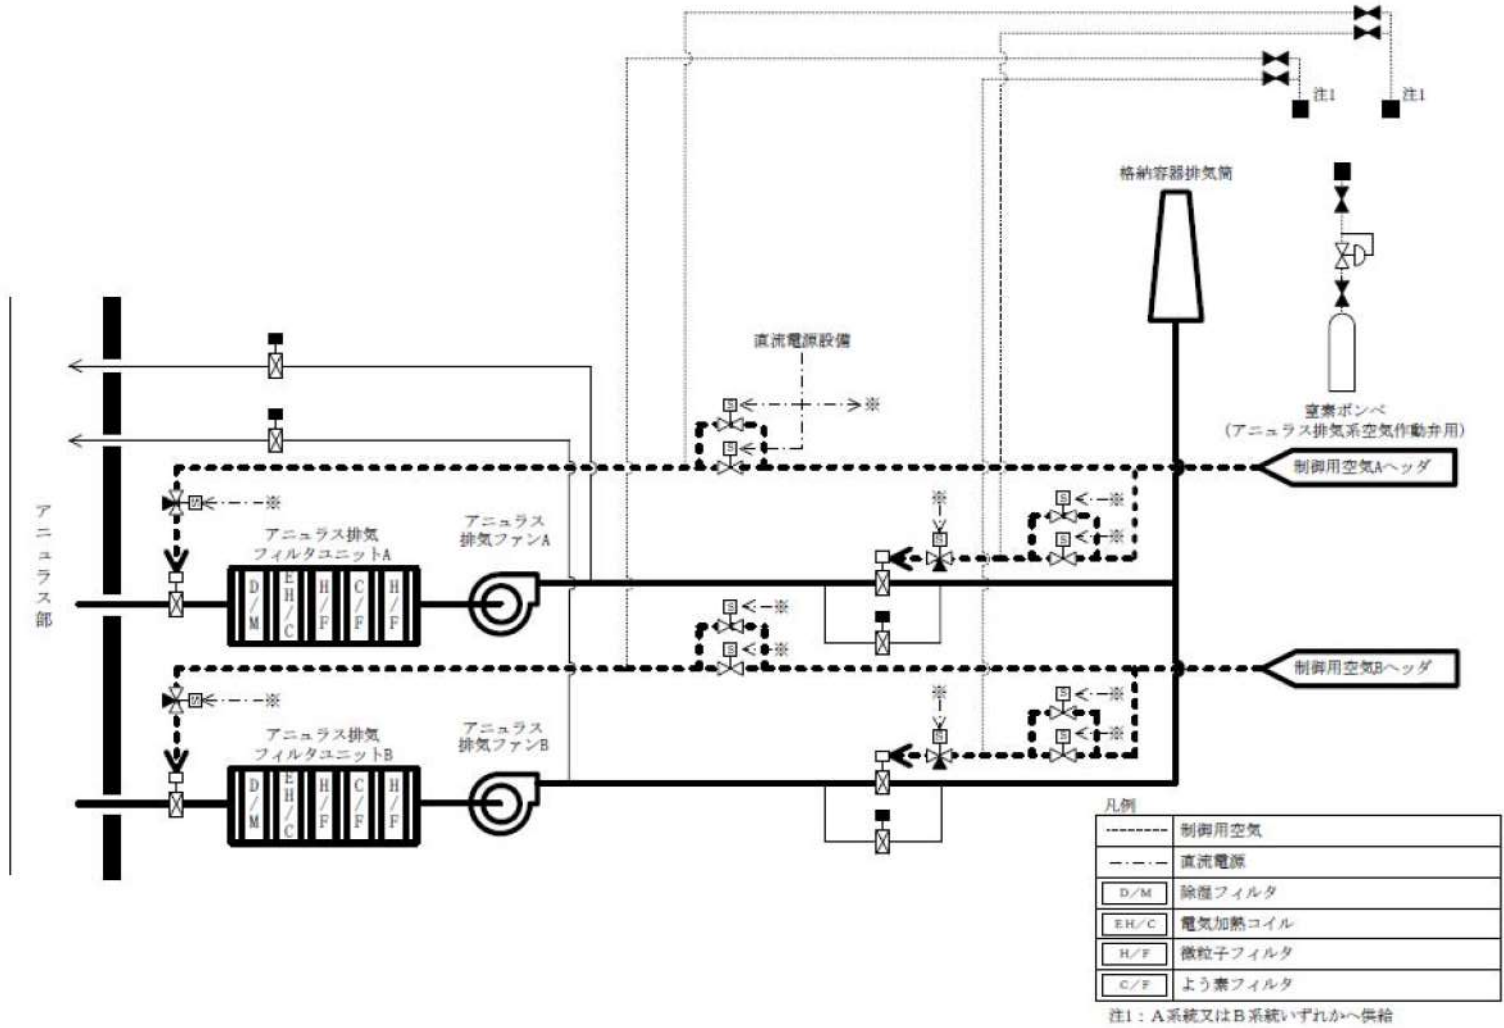 注1
注1
格納容器排気筒
直流電源設備
S
※
S
窒素ボンベ
(アニュラス排気系空気作動弁用)
制御用空気Aヘッダ
アニュラス部
S
※
アニュラス排気
フィルタユニットA
アニュラス
排気ファンA
※
S
S
※
S
※
D/M
EH/C
H/F
C/F
H/F
S
※
S
※
制御用空気Bヘッダ
S
※
アニュラス排気
フィルタユニットB
アニュラス
排気ファンB
※
S
S
※
S
※
D/M
EH/C
H/F
C/F
H/F
凡例
制御用空気
直流電源
D/M 除湿フィルタ
EH/C 電気加熱コイル
H/F 微粒子フィルタ
C/F よう素フィルタ
注1：A系統又はB系統いずれかへ供給